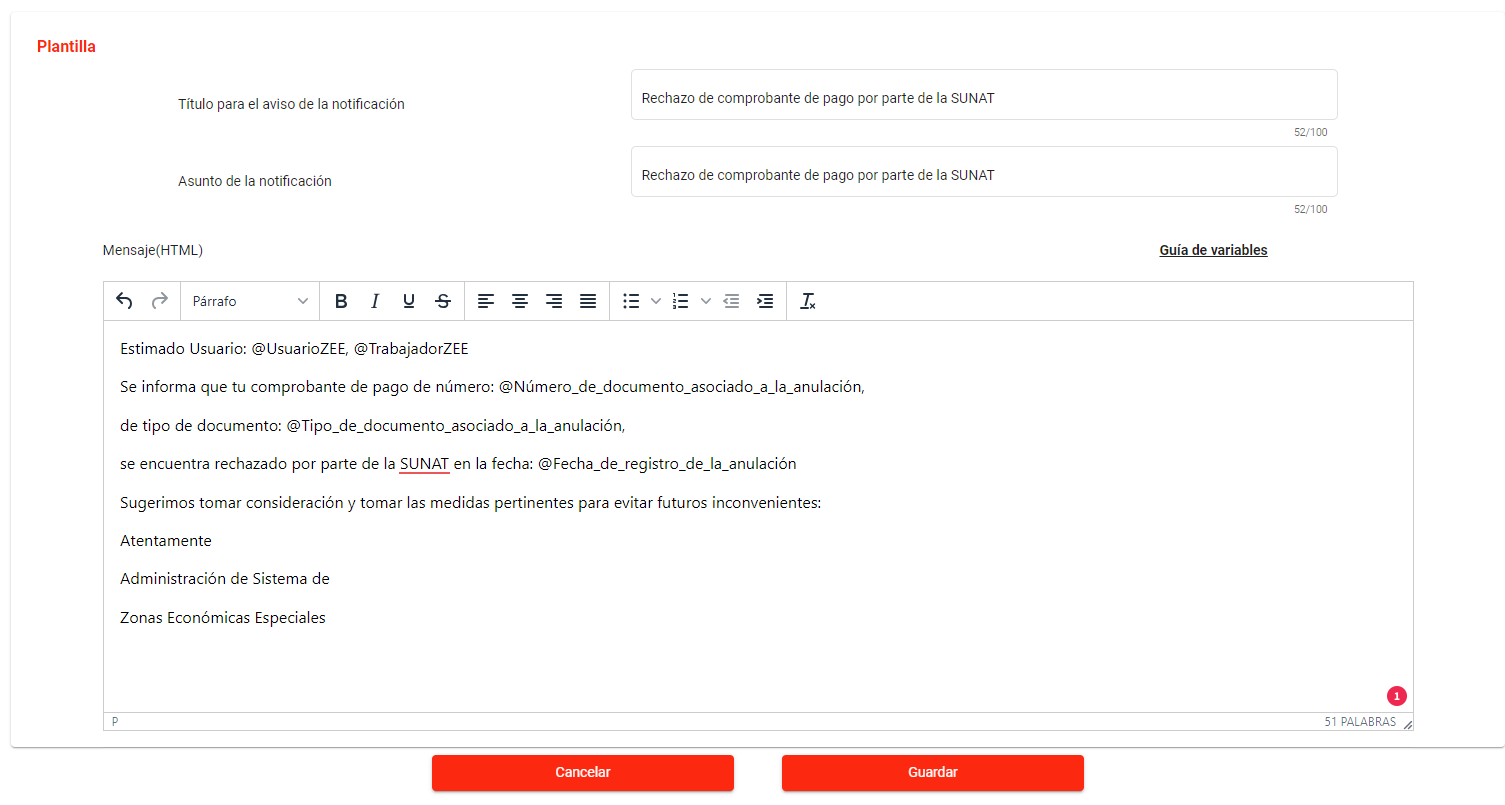 Plantilla
Título para el aviso de la notificación
Rechazo de comprobante de pago por parte de la SUNAT
52/100
Asunto de la notificación
Rechazo de comprobante de pago por parte de la SUNAT
52/100
Mensaje(HTML)
Guía de variables
Párrafo
B I U S
Estimado Usuario: @UsuarioZEE, @TrabajadorZEE
Se informa que tu comprobante de pago de número: @Número_de_documento_asociado_a_la_anulación,
de tipo de documento: @Tipo_de_documento_asociado_a_la_anulación,
se encuentra rechazado por parte de la SUNAT en la fecha: @Fecha_de_registro_de_la_anulación
Sugerimos tomar consideración y tomar las medidas pertinentes para evitar futuros inconvenientes:
Atentamente
Administración de Sistema de
Zonas Económicas Especiales
1
P
51 PALABRAS
Cancelar
Guardar